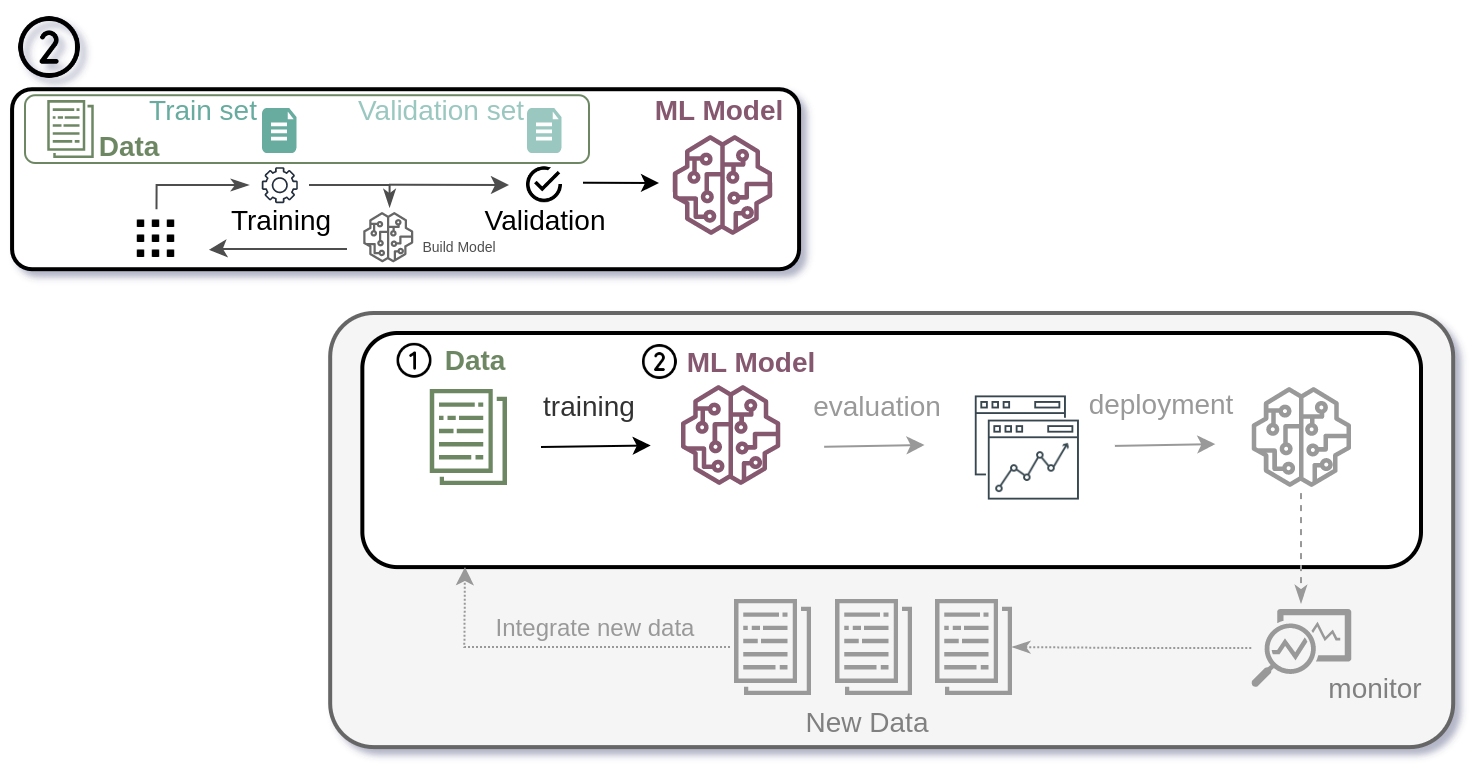 2
Train set
Validation set
ML Model
Data
Training
Validation
Build Model
1
Data
2
ML Model
training
evaluation
deployment
Integrate new data
monitor
New Data